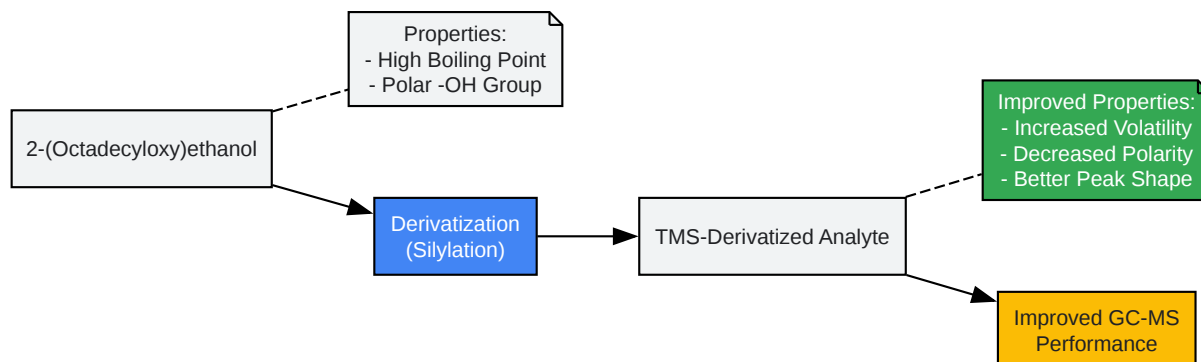 Properties:
- High Boiling Point
- Polar -OH Group
2-(Octadecyloxy)ethanol
Derivatization
(Silylation)
TMS-Derivatized Analyte
Improved Properties:
- Increased Volatility
- Decreased Polarity
- Better Peak Shape
Improved GC-MS
Performance